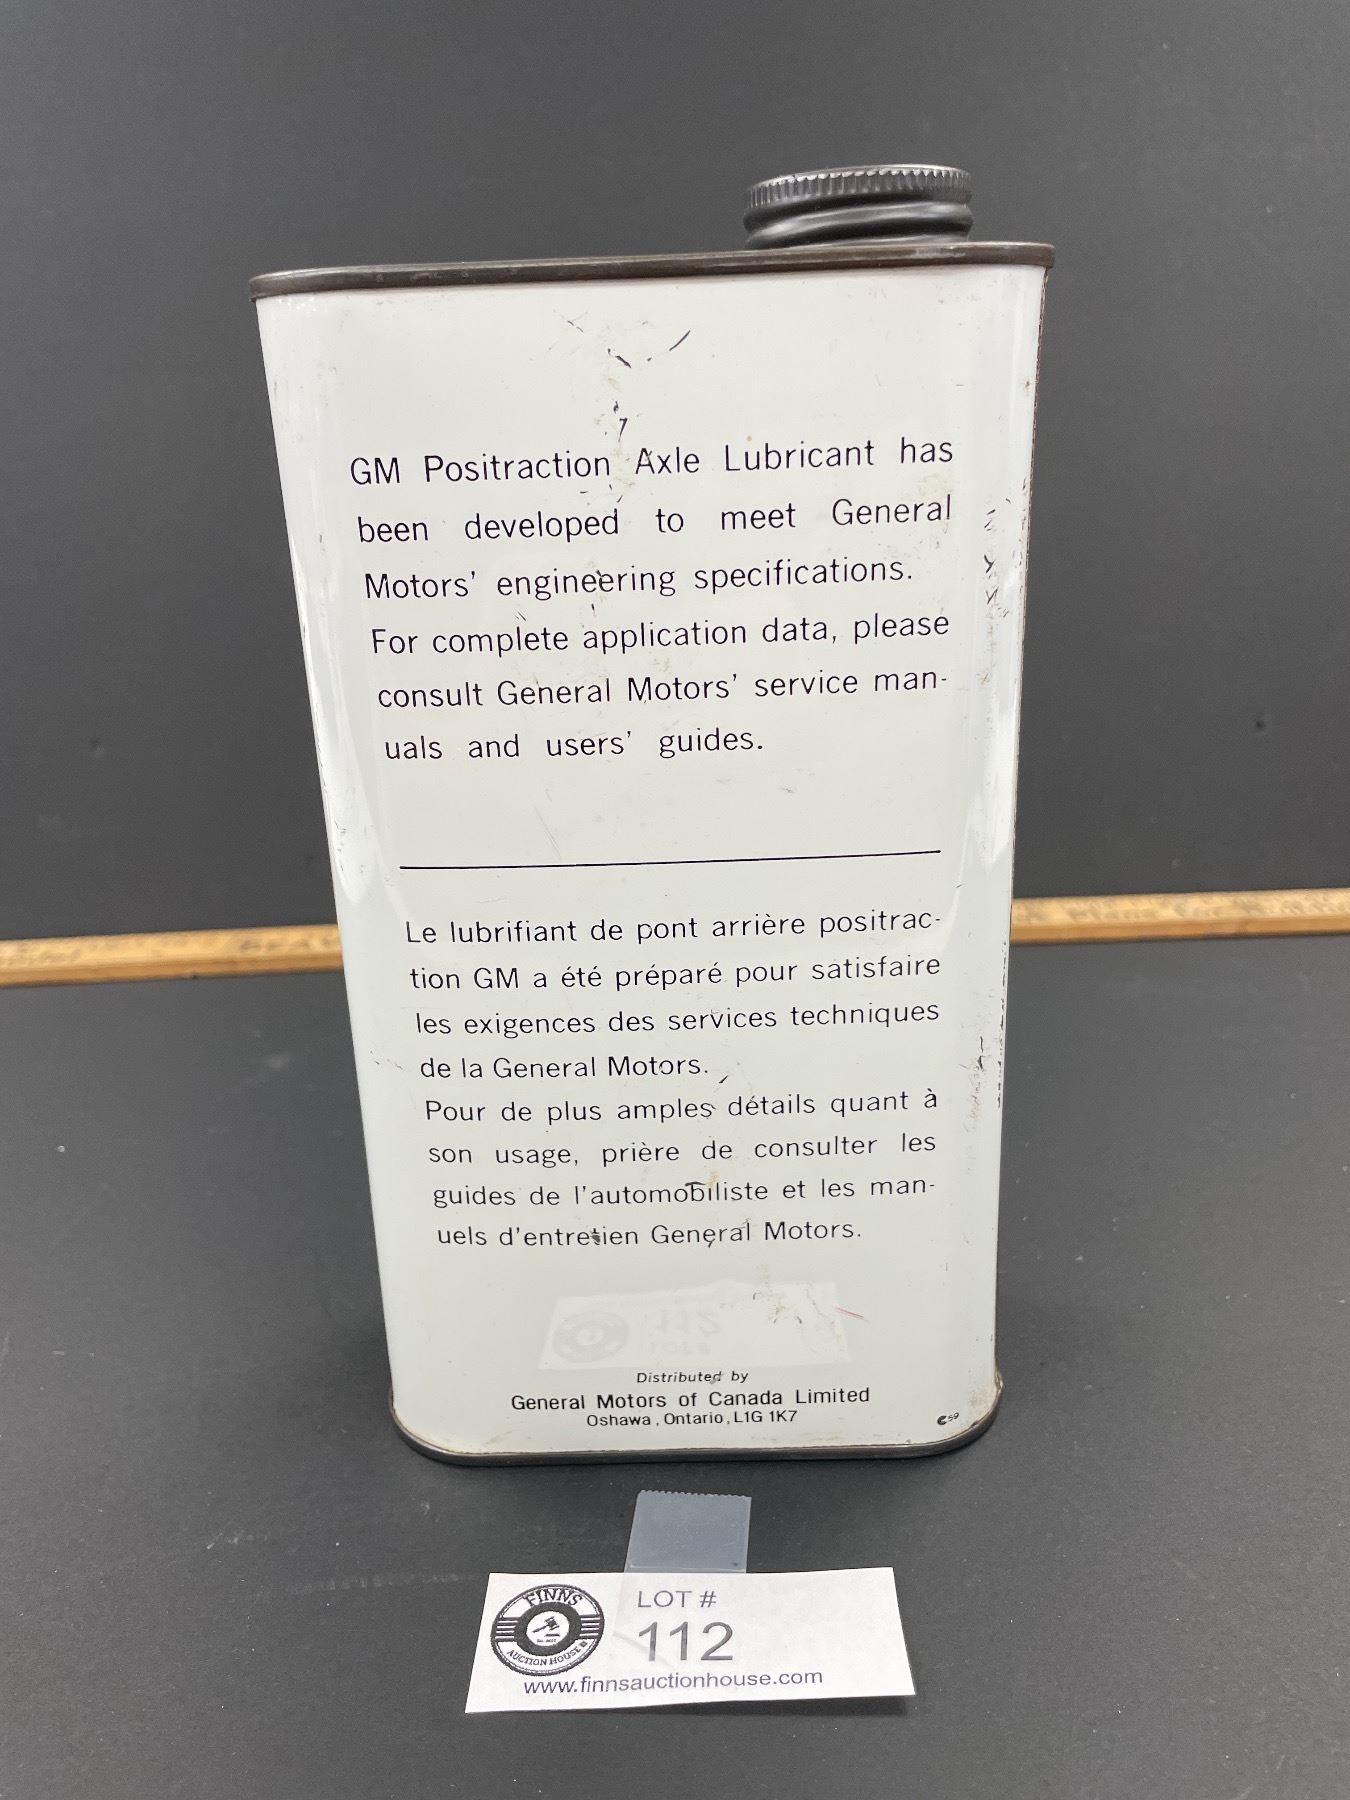 GM Positraction Axle Lubricant has
been developed to meet General
Motors' engineering specifications.
For complete application data, please
consult General Motors' service man-
uals and users' guides.
Le lubrifiant de pont arrière positrac-
tion GM a été préparé pour satisfaire
les exigences des services techniques
de la General Motors.
Pour de plus amples détails quant à
son usage, prière de consulter les
guides de l'automobiliste et les man-
uels d'entretien General Motors.
Distributed by
General Motors of Canada Limited
Oshawa, Ontario, L1G 1K7
59
FINNS
AUCTION HOUSE
LOT #
112
www.finnsauctionhouse.com